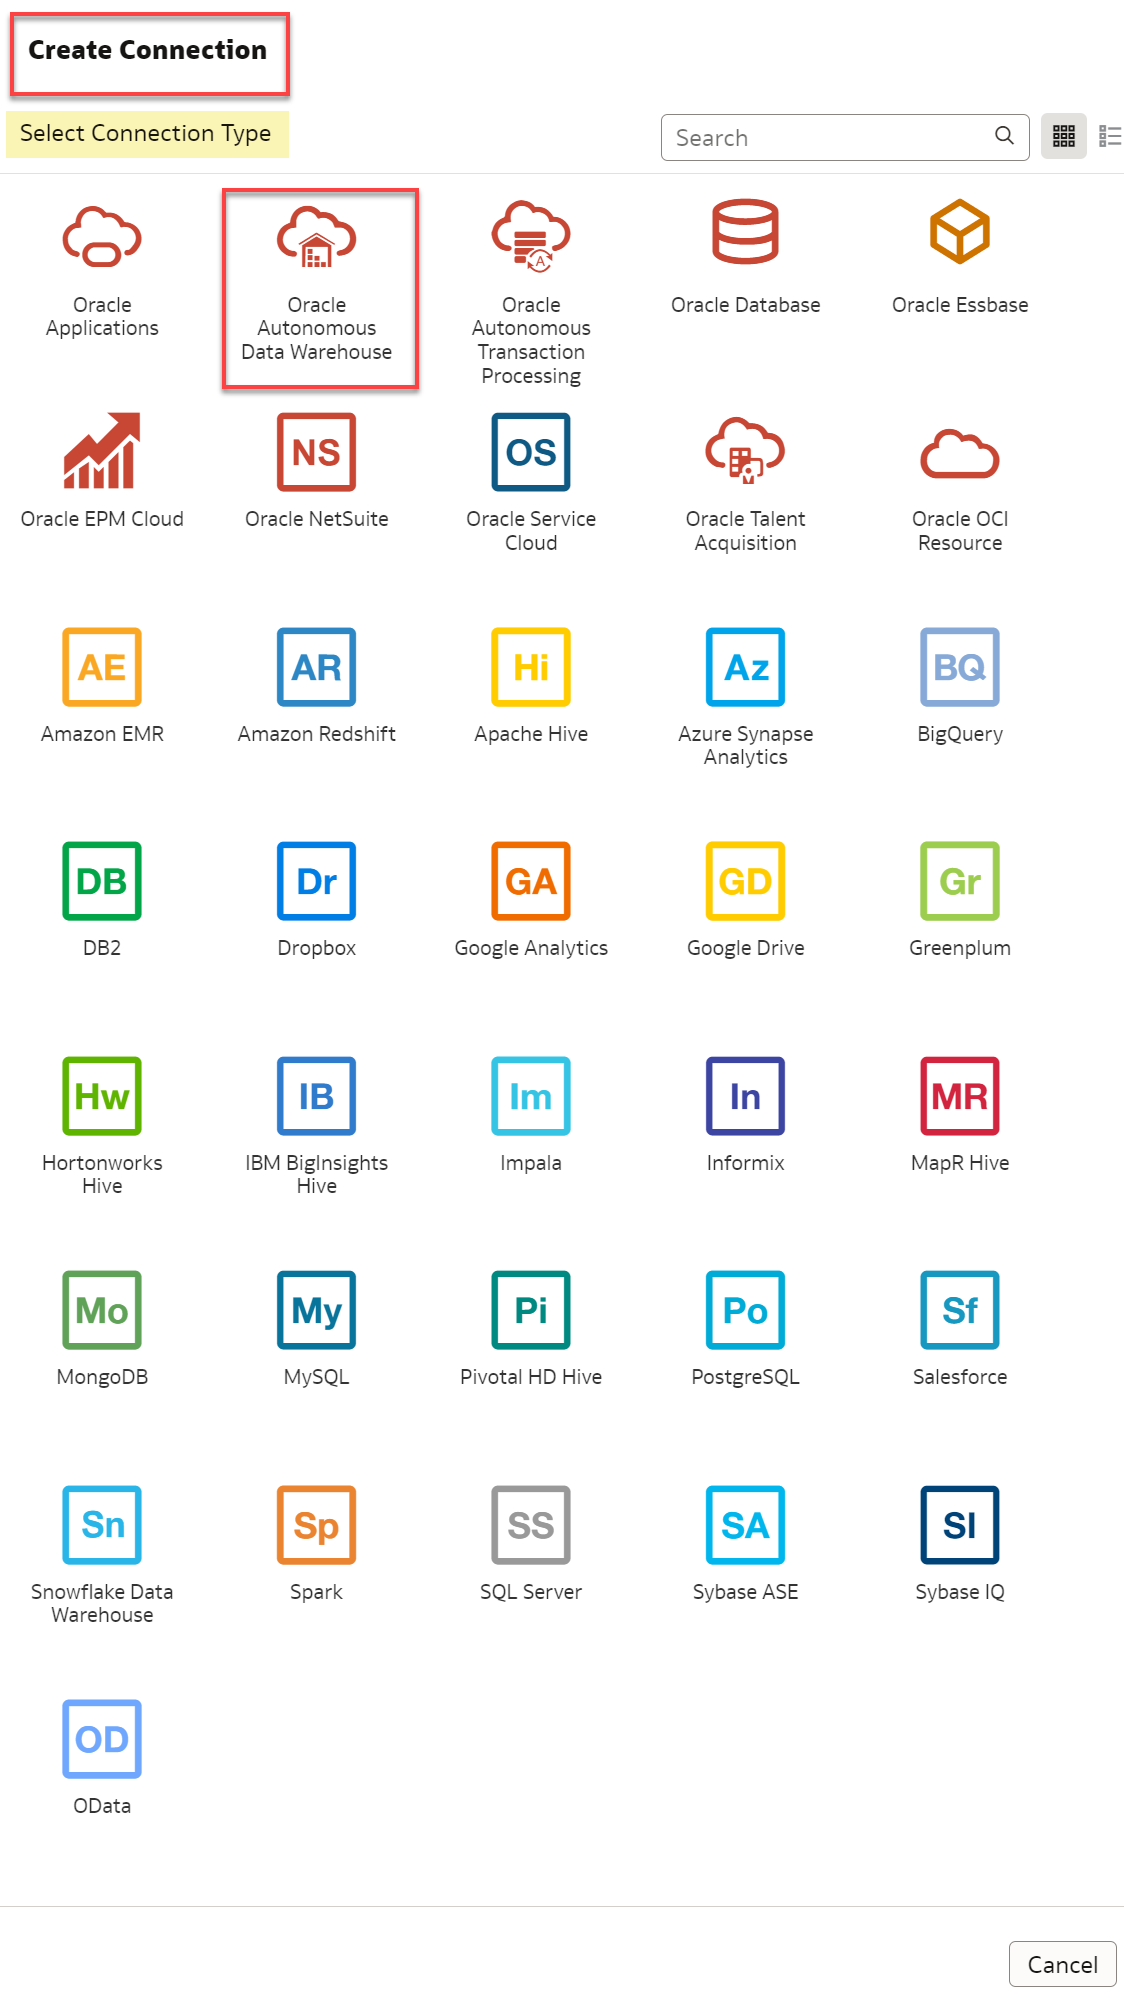 Create Connection
Select Connection Type
Search
A
Oracle
Applications
Oracle
Autonomous
Data Warehouse
Oracle
Autonomous
Transaction
Processing
Oracle Database
Oracle Essbase
NS
OS
Oracle EPM Cloud
Oracle NetSuite
Oracle Service
Cloud
Oracle Talent
Acquisition
Oracle OCI
Resource
AE
AR
Hi
Az
BQ
Amazon EMR
Amazon Redshift
Apache Hive
Azure Synapse
Analytics
BigQuery
DB
Dr
GA
GD
Gr
DB2
Dropbox
Google Analytics
Google Drive
Greenplum
Hw
IB
Im
In
MR
Hortonworks
Hive
IBM BigInsights
Hive
Impala
Informix
MapR Hive
Mo
My
Pi
Po
Sf
MongoDB
MySQL
Pivotal HD Hive
PostgreSQL
Salesforce
Sn
Sp
SS
SA
SI
Snowflake Data
Warehouse
Spark
SQL Server
Sybase ASE
Sybase IQ
OD
OData
Cancel